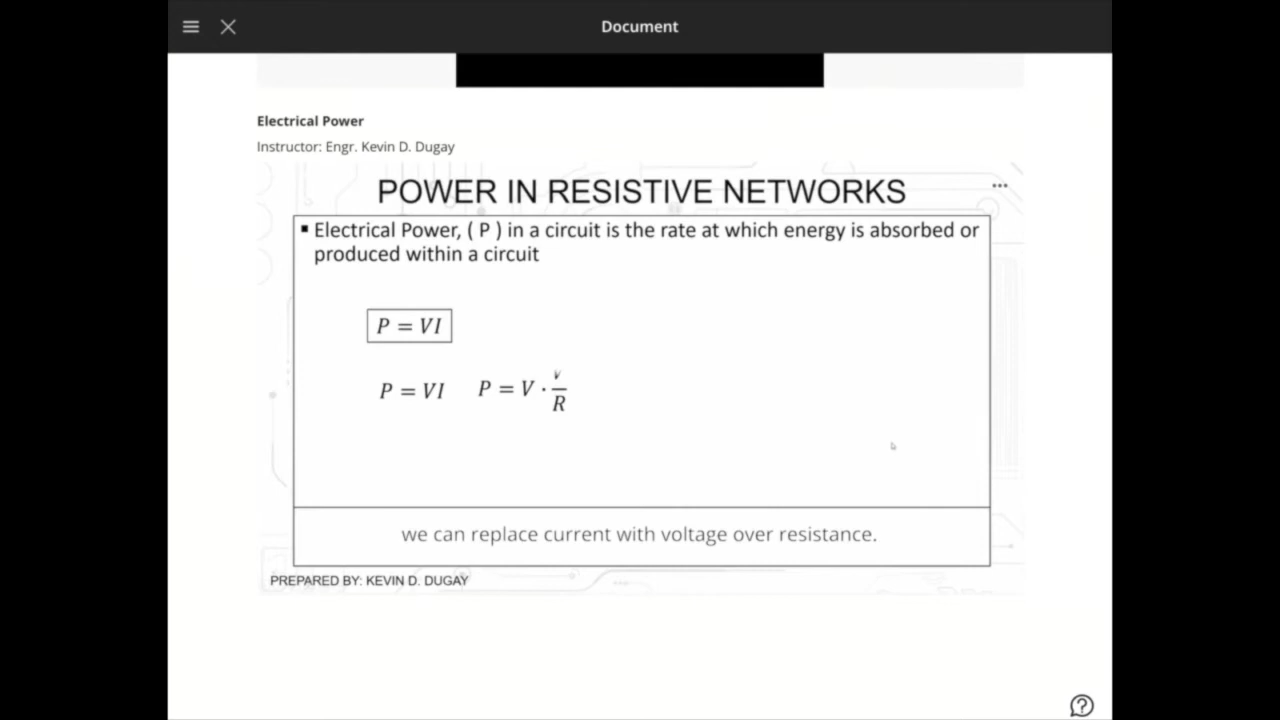 Document
Electrical Power
Instructor: Engr. Kevin D. Dugay
POWER IN RESISTIVE NETWORKS
▪ Electrical Power, ( P ) in a circuit is the rate at which energy is absorbed or
produced within a circuit
P = VI
P = VI P = V · v/R
we can replace current with voltage over resistance.
PREPARED BY: KEVIN D. DUGAY